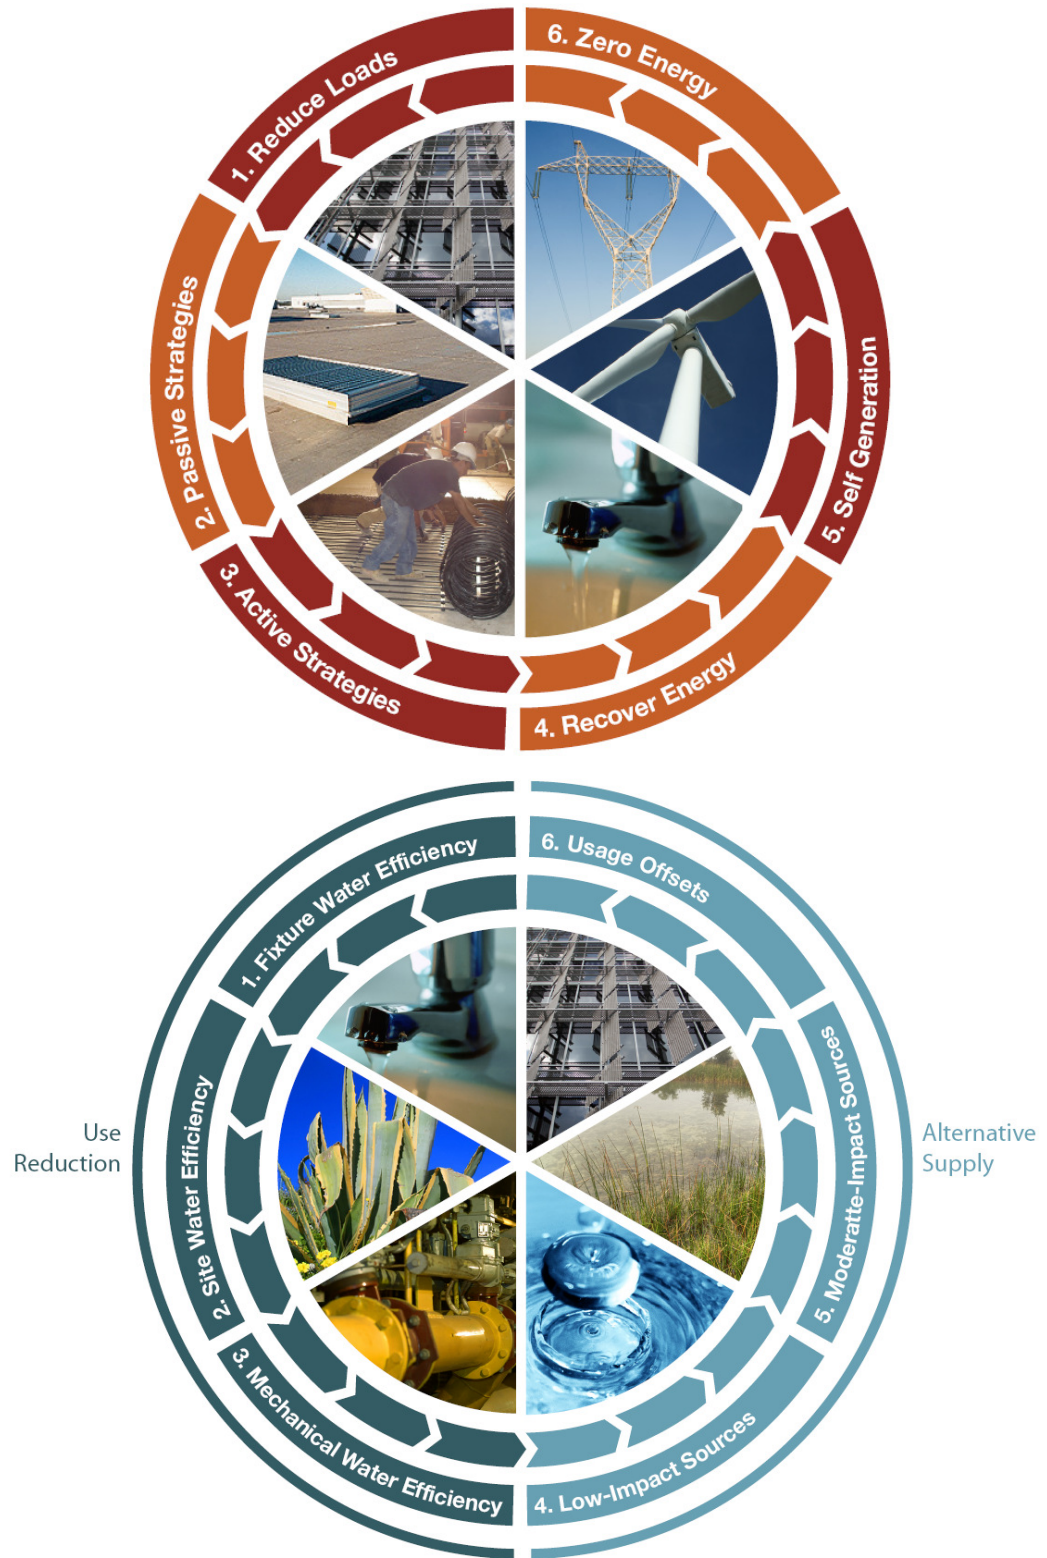 1. Reduce Loads
2. Passive Strategies
3. Active Strategies
4. Recover Energy
5. Self Generation
6. Zero Energy
1. Fixture Water Efficiency
2. Site Water Efficiency
3. Mechanical Water Efficiency
4. Low-Impact Sources
5. Moderatte-Impact Sources
6. Usage Offsets
Use
Reduction
Alternative
Supply